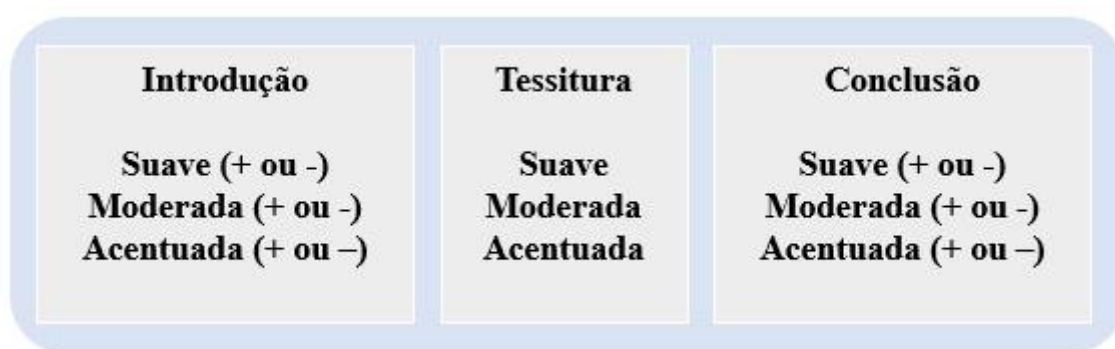 Introdução
Suave (+ ou -)
Moderada (+ ou -)
Acentuada (+ ou –)
Tessitura
Suave
Moderada
Acentuada
Conclusão
Suave (+ ou -)
Moderada (+ ou -)
Acentuada (+ ou –)